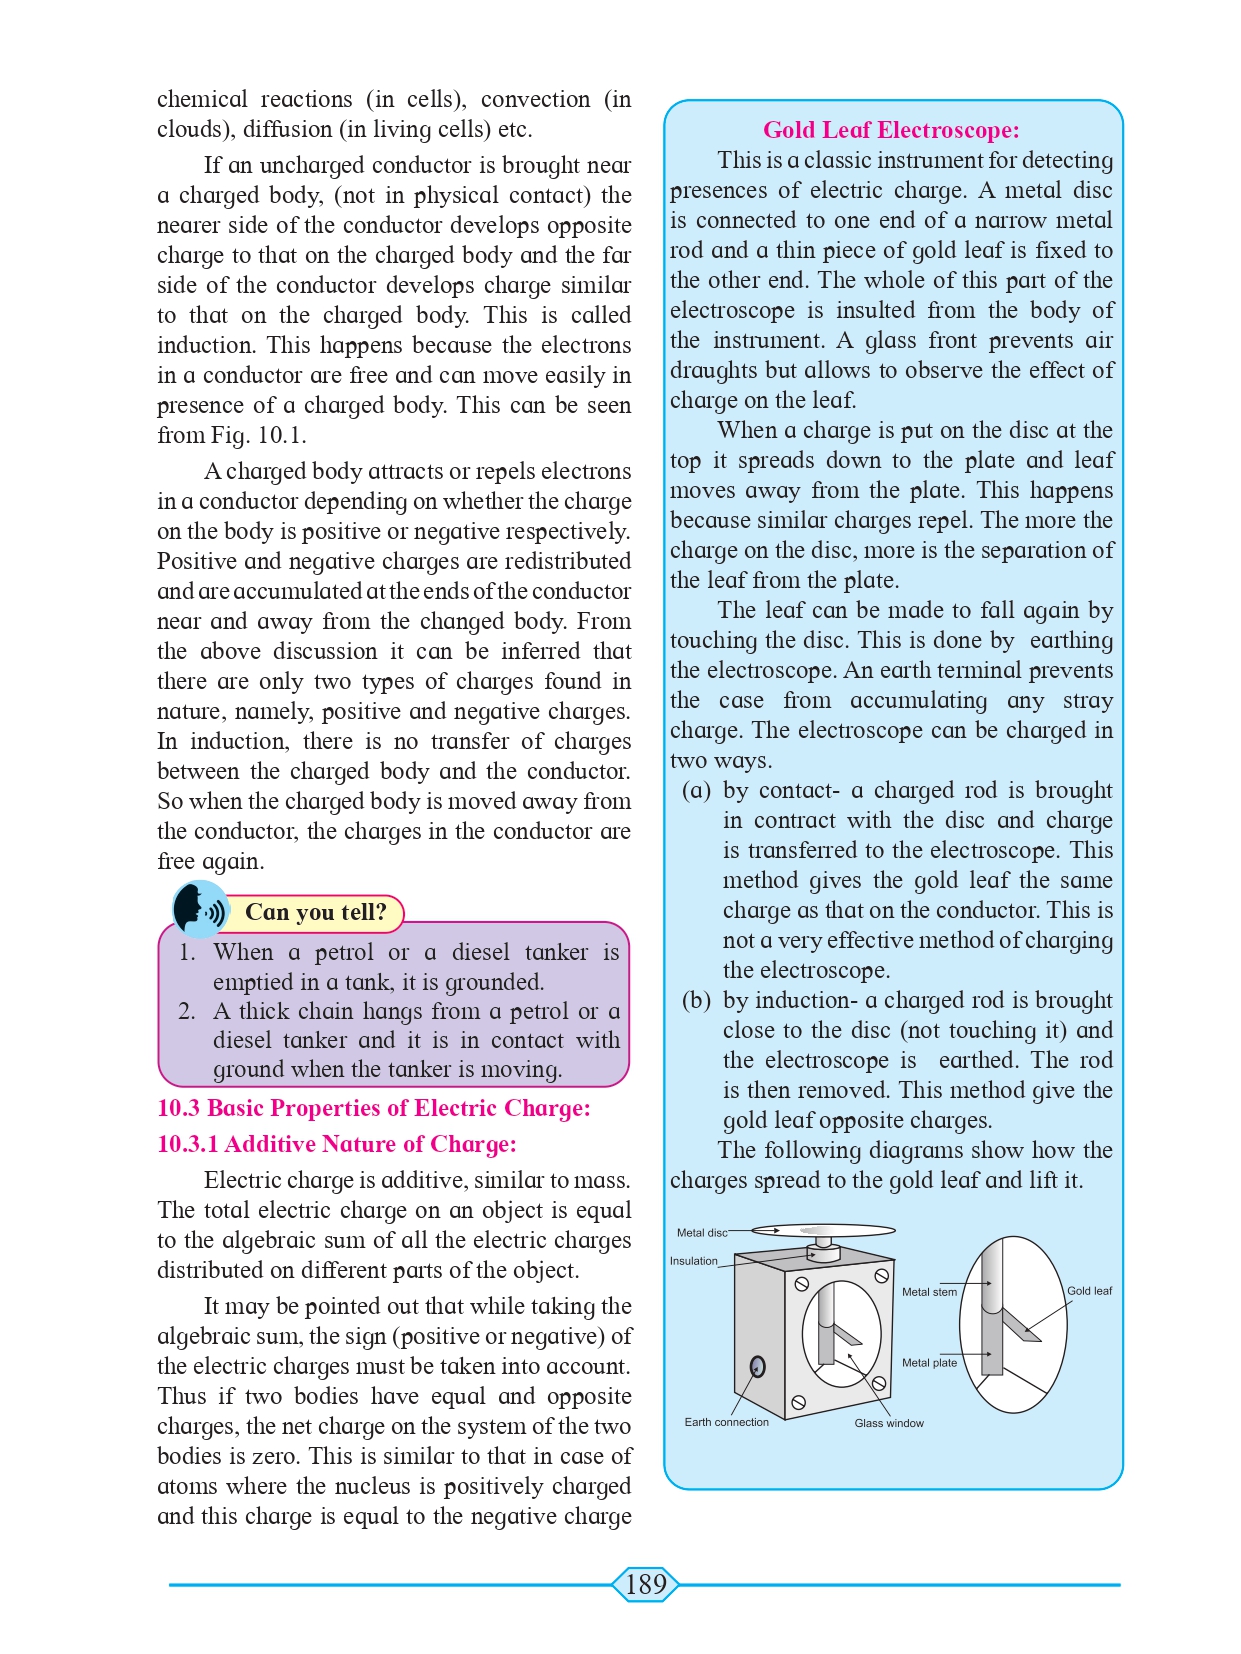 chemical reactions (in cells), convection (in
clouds), diffusion (in living cells) etc.
If an uncharged conductor is brought near
a charged body, (not in physical contact) the
nearer side of the conductor develops opposite
charge to that on the charged body and the far
side of the conductor develops charge similar
to that on the charged body. This is called
induction. This happens because the electrons
in a conductor are free and can move easily in
presence of a charged body. This can be seen
from Fig. 10.1.
A charged body attracts or repels electrons
in a conductor depending on whether the charge
on the body is positive or negative respectively.
Positive and negative charges are redistributed
and are accumulated at the ends of the conductor
near and away from the changed body. From
the above discussion it can be inferred that
there are only two types of charges found in
nature, namely, positive and negative charges.
In induction, there is no transfer of charges
between the charged body and the conductor.
So when the charged body is moved away from
the conductor, the charges in the conductor are
free again.
Can you tell?
1. When a petrol or a diesel tanker is
emptied in a tank, it is grounded.
2. A thick chain hangs from a petrol or a
diesel tanker and it is in contact with
ground when the tanker is moving.
10.3 Basic Properties of Electric Charge:
10.3.1 Additive Nature of Charge:
Electric charge is additive, similar to mass.
The total electric charge on an object is equal
to the algebraic sum of all the electric charges
distributed on different parts of the object.
It may be pointed out that while taking the
algebraic sum, the sign (positive or negative) of
the electric charges must be taken into account.
Thus if two bodies have equal and opposite
charges, the net charge on the system of the two
bodies is zero. This is similar to that in case of
atoms where the nucleus is positively charged
and this charge is equal to the negative charge
Gold Leaf Electroscope:
This is a classic instrument for detecting
presences of electric charge. A metal disc
is connected to one end of a narrow metal
rod and a thin piece of gold leaf is fixed to
the other end. The whole of this part of the
electroscope is insulted from the body of
the instrument. A glass front prevents air
draughts but allows to observe the effect of
charge on the leaf.
When a charge is put on the disc at the
top it spreads down to the plate and leaf
moves away from the plate. This happens
because similar charges repel. The more the
charge on the disc, more is the separation of
the leaf from the plate.
The leaf can be made to fall again by
touching the disc. This is done by earthing
the electroscope. An earth terminal prevents
the case from accumulating any stray
charge. The electroscope can be charged in
two ways.
(a) by contact- a charged rod is brought
in contract with the disc and charge
is transferred to the electroscope. This
method gives the gold leaf the same
charge as that on the conductor. This is
not a very effective method of charging
the electroscope.
(b) by induction- a charged rod is brought
close to the disc (not touching it) and
the electroscope is earthed. The rod
is then removed. This method give the
gold leaf opposite charges.
The following diagrams show how the
charges spread to the gold leaf and lift it.
Metal disc
Insulation
Metal stem
Gold leaf
Metal plate
Earth connection
Glass window
189